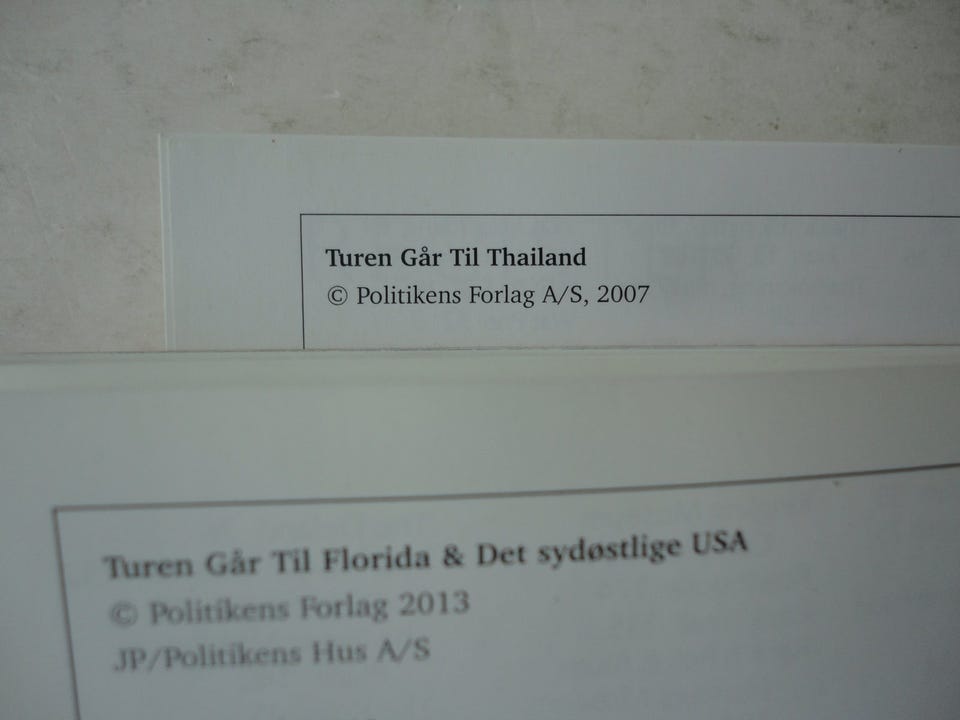 Turen Går Til Thailand
© Politikens Forlag A/S, 2007
Turen Går Til Florida & Det sydøstlige USA
© Politikens Forlag 2013
JP/Politikens Hus A/S